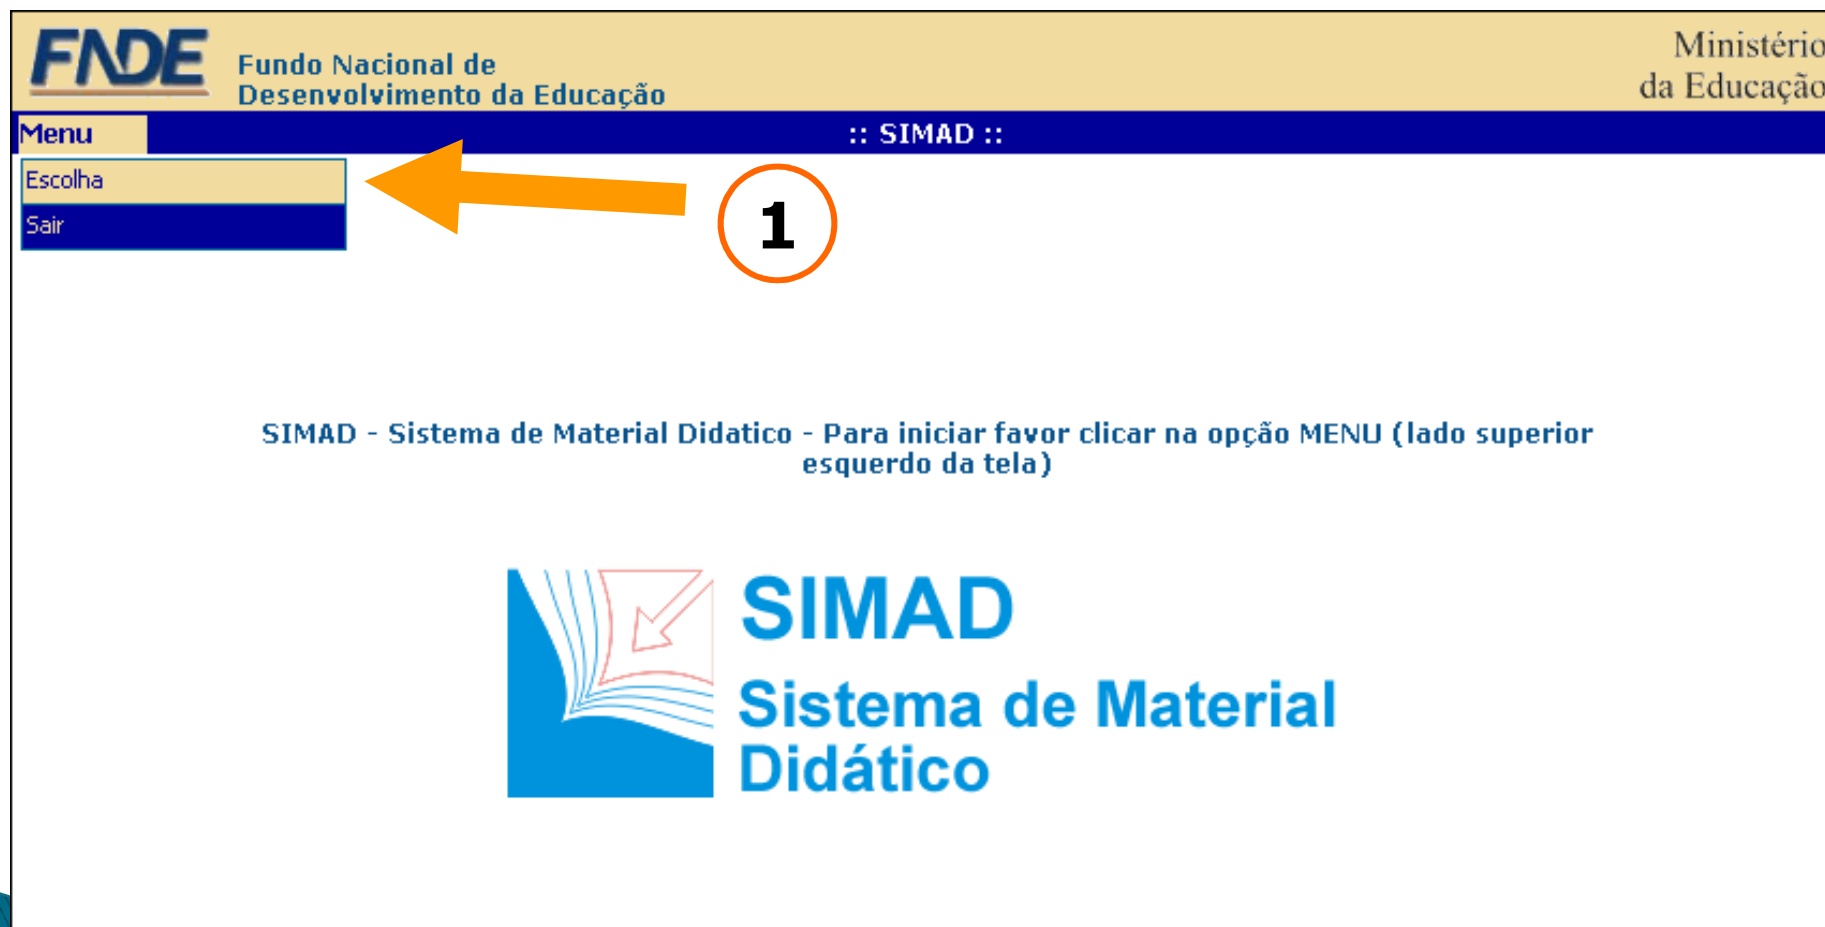 FNDE
Fundo Nacional de
Desenvolvimento da Educação
Ministério
da Educação
Menu
:: SIMAD ::
Escolha
Sair
1
SIMAD - Sistema de Material Didatico - Para iniciar favor clicar na opção MENU (lado superior
esquerdo da tela)
SIMAD
Sistema de Material
Didático